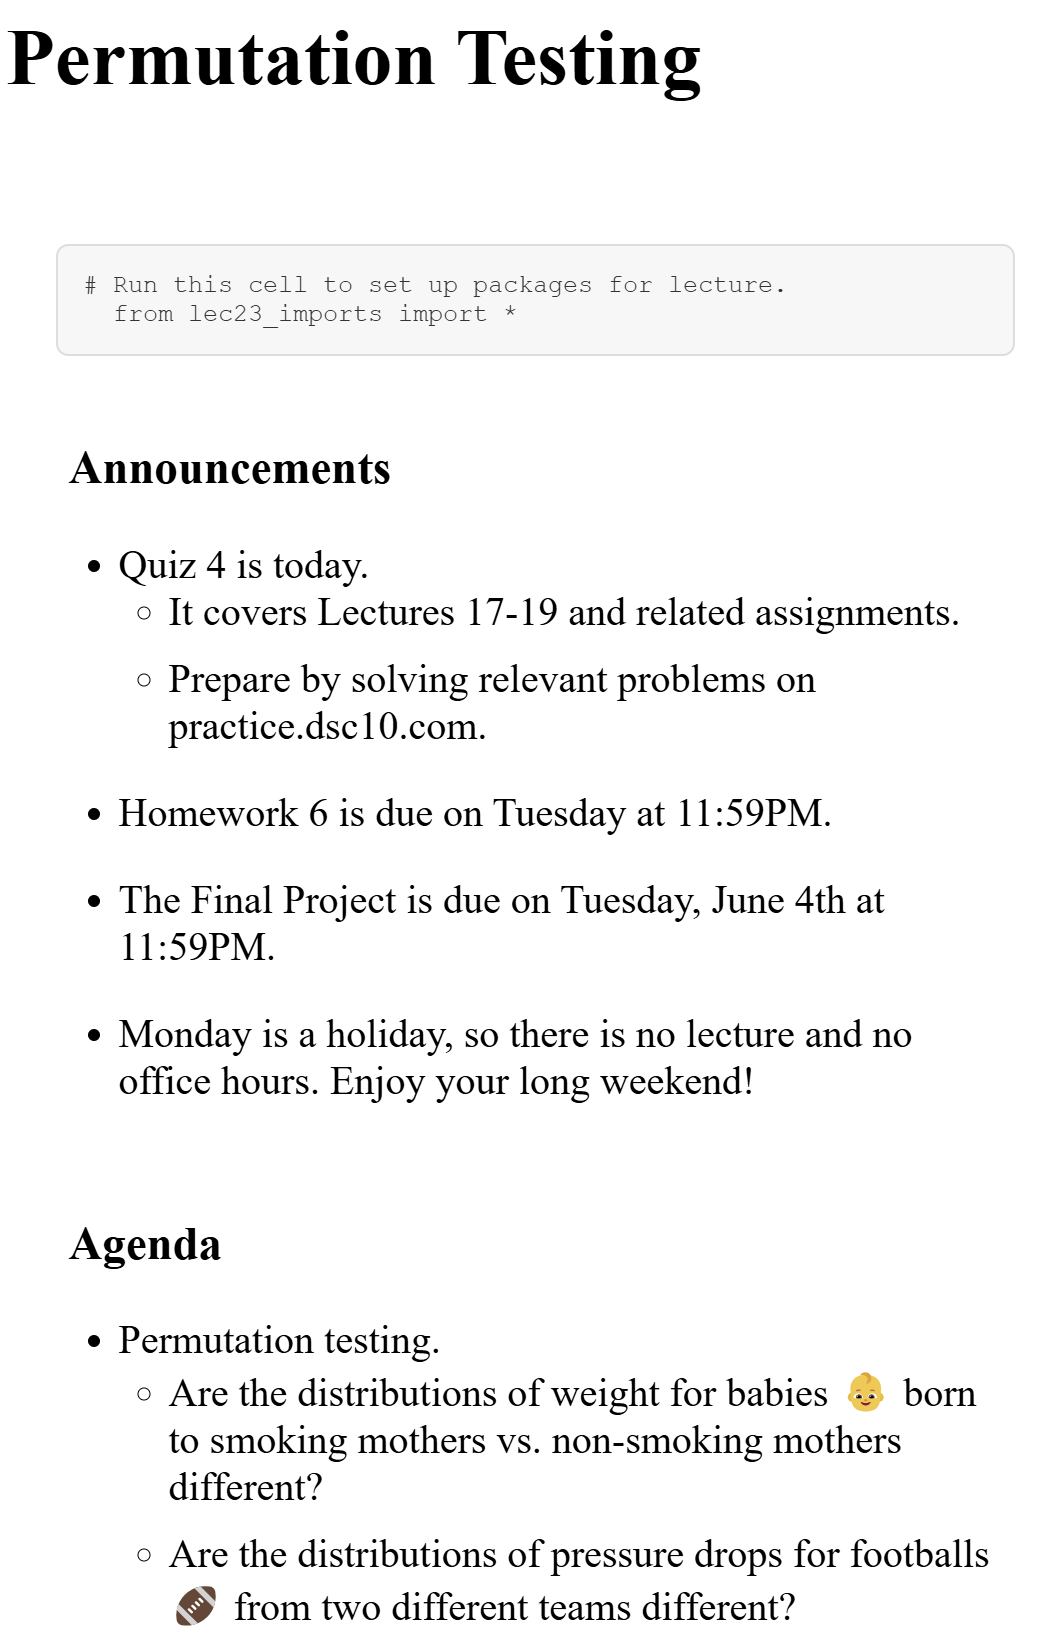 Permutation Testing
# Run this cell to set up packages for lecture.
from lec23_imports import *
Announcements
• Quiz 4 is today.
◦ It covers Lectures 17-19 and related assignments.
◦ Prepare by solving relevant problems on
practice.dsc10.com.
• Homework 6 is due on Tuesday at 11:59PM.
• The Final Project is due on Tuesday, June 4th at
11:59PM.
• Monday is a holiday, so there is no lecture and no
office hours. Enjoy your long weekend!
Agenda
• Permutation testing.
◦ Are the distributions of weight for babies 👶 born
to smoking mothers vs. non-smoking mothers
different?
◦ Are the distributions of pressure drops for footballs
🏈 from two different teams different?